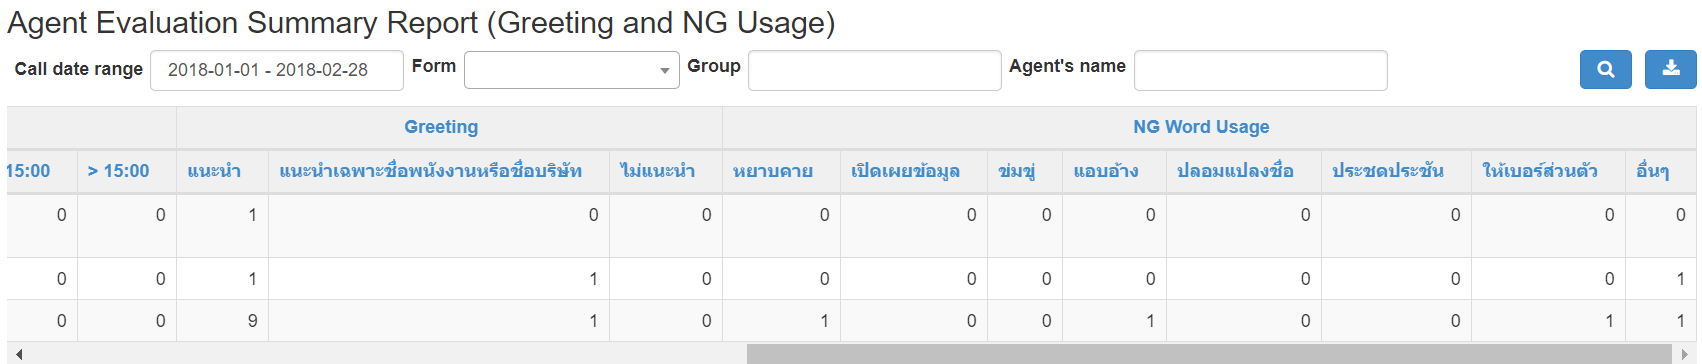 Agent Evaluation Summary Report (Greeting and NG Usage)
Call date range 2018-01-01 - 2018-02-28 Form Group Agent's name
Greeting NG Word Usage
15:00 > 15:00 แนะนำ แนะนำเฉพาะชื่อพนังงานหรือชื่อบริษัท ไม่แนะนำ หยาบคาย เปิดเผยข้อมูล ข่มขู่ แอบอ้าง ปลอมแปลงชื่อ ประชดประชัน ให้เบอร์ส่วนตัว อื่นๆ
0 0 1 0 0 0 0 0 0 0 0 0 0
0 0 1 1 0 0 0 0 0 0 0 0 1
0 0 9 1 0 1 0 0 1 0 0 1 1